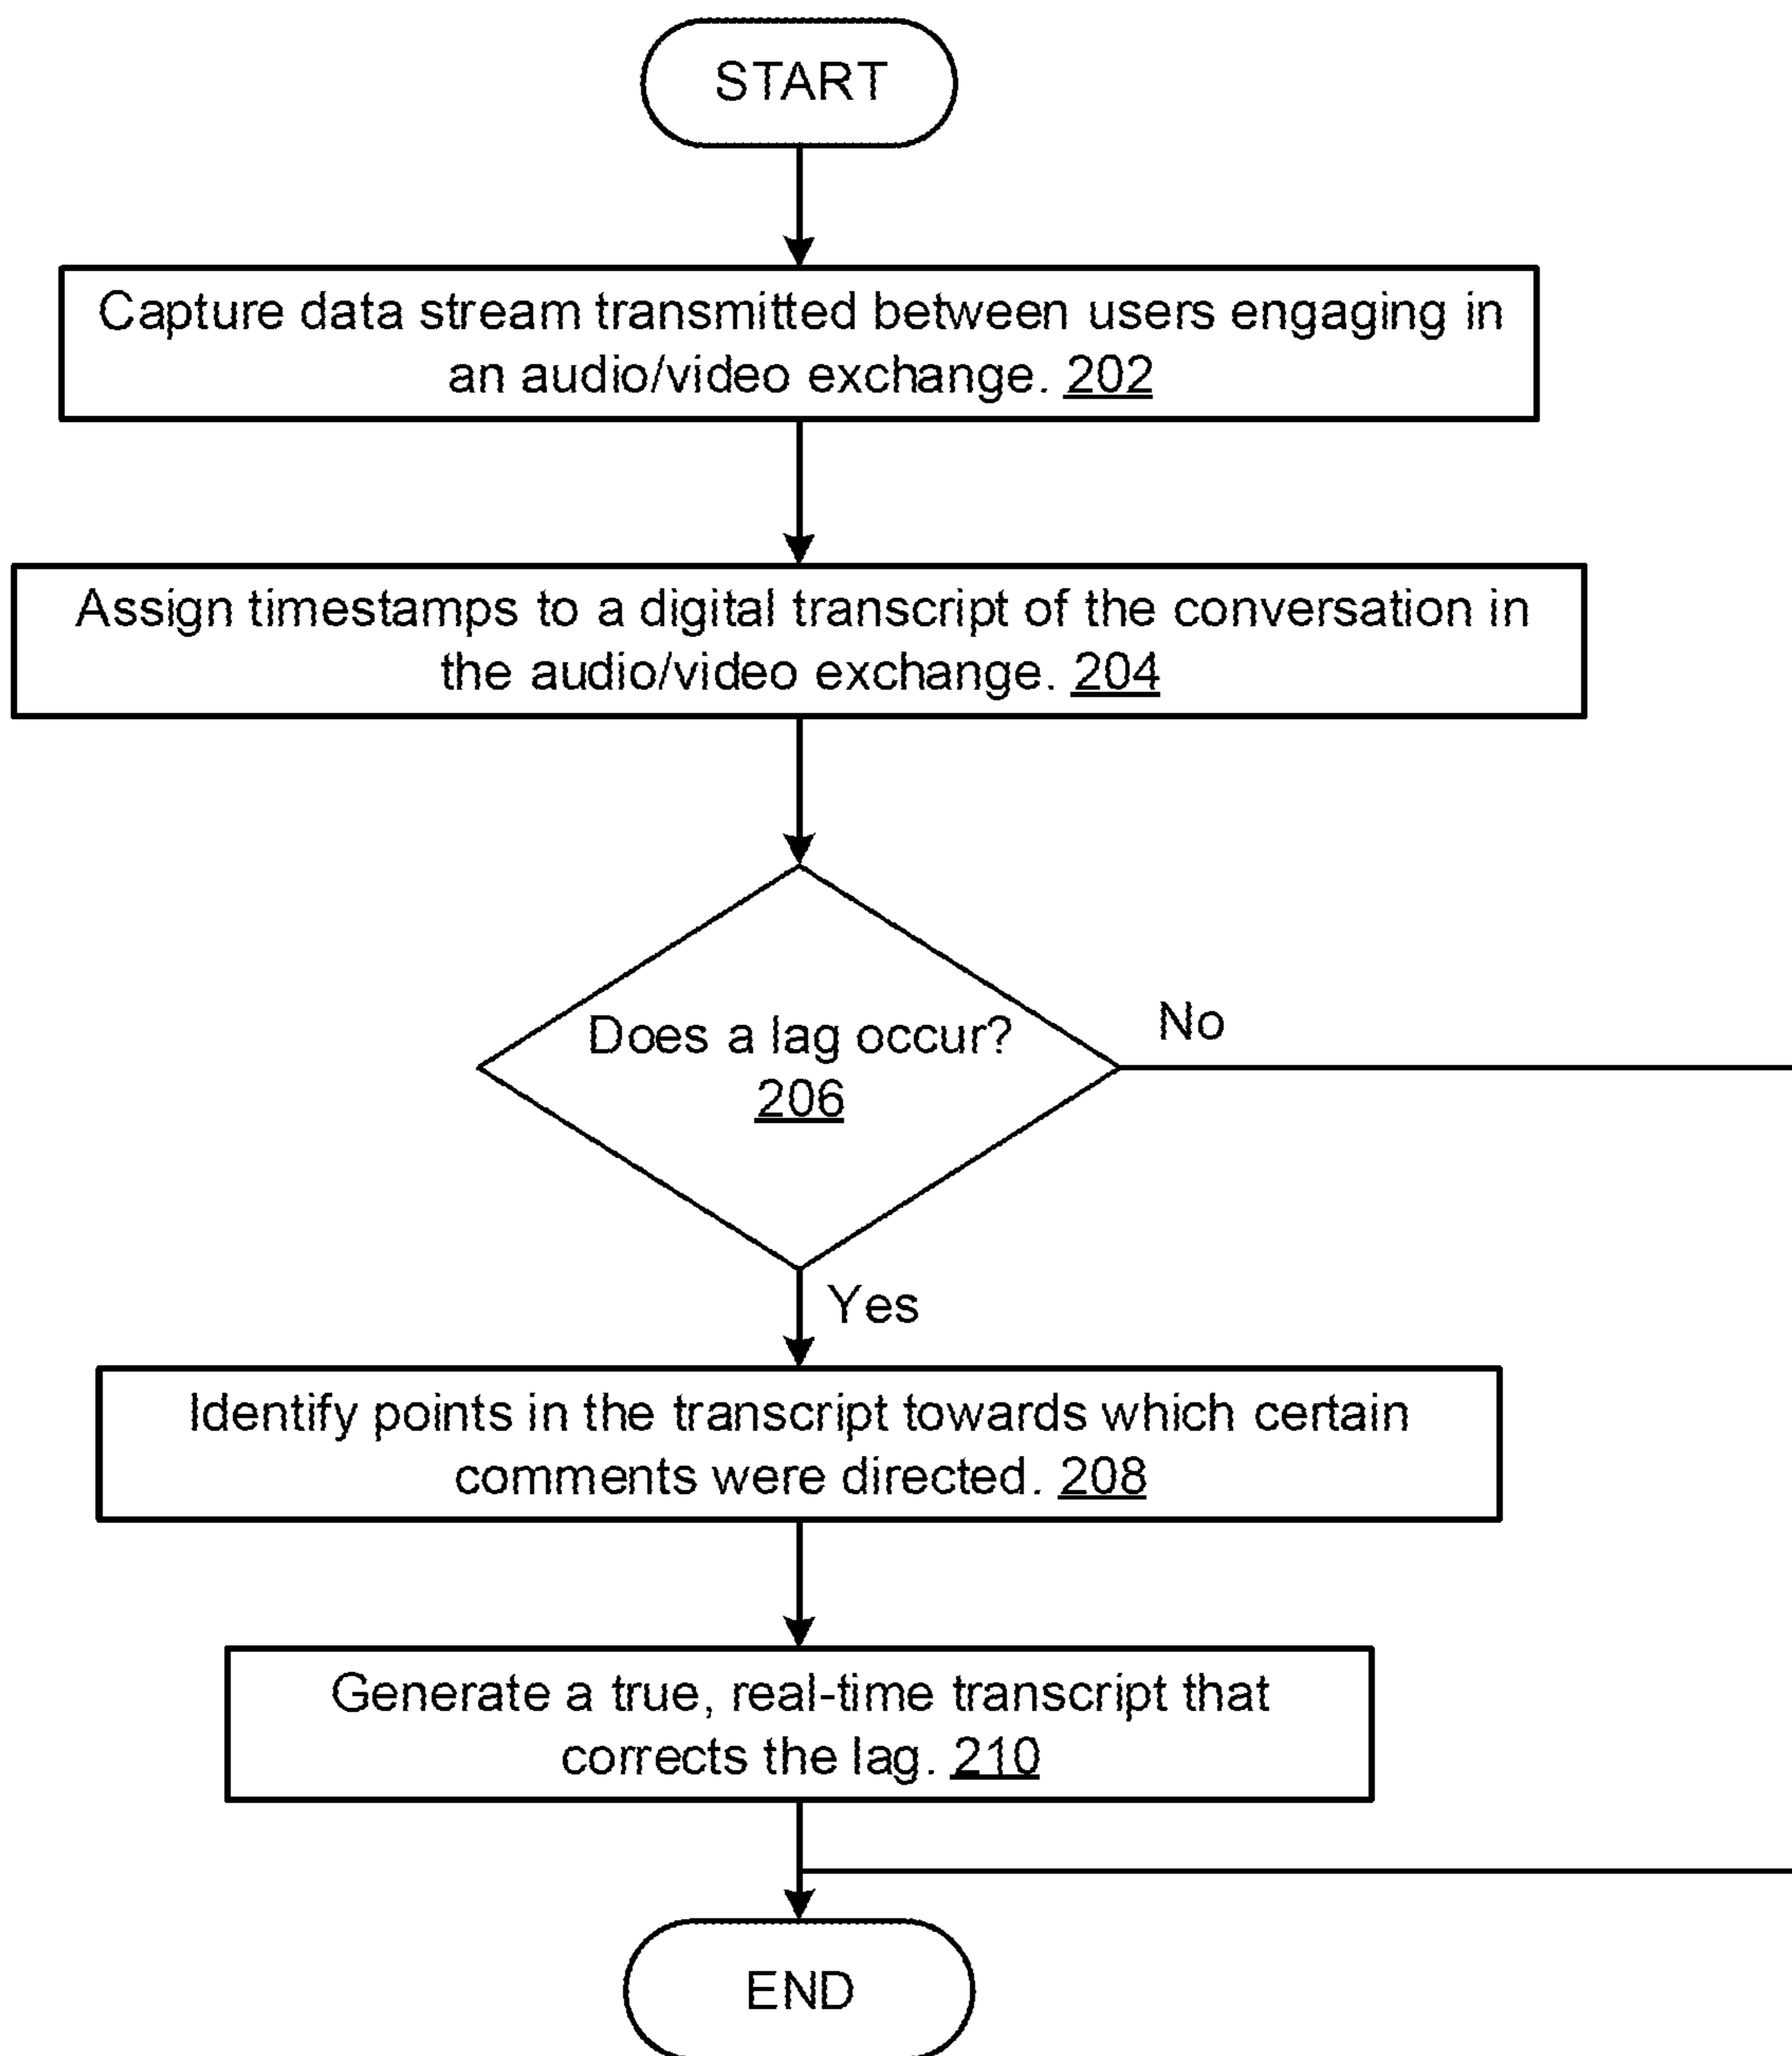 START
Capture data stream transmitted between users engaging in
an audio/video exchange. 202
Assign timestamps to a digital transcript of the conversation in
the audio/video exchange. 204
Does a lag occur?
206
No
Yes
Identify points in the transcript towards which certain
comments were directed. 208
Generate a true, real-time transcript that
corrects the lag. 210
END